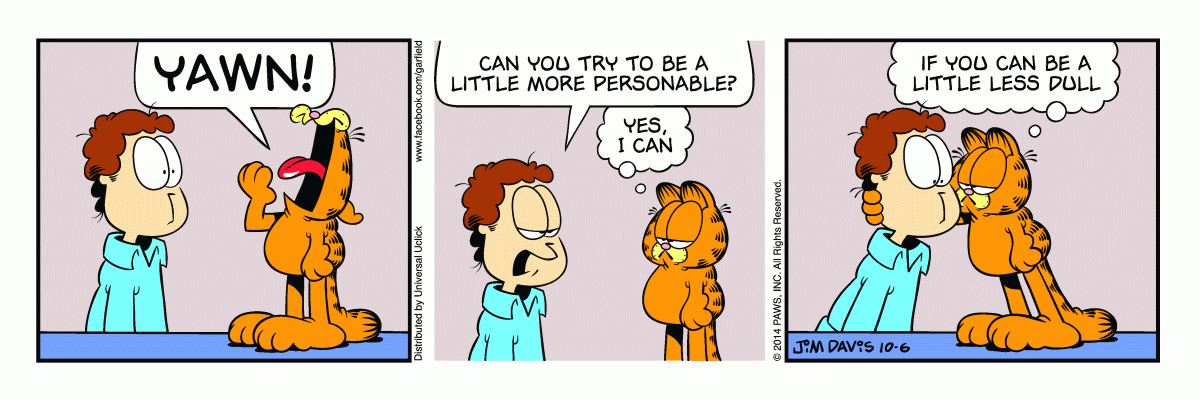 YAWN!
www.facebook.com/garfield
Distributed by Universal Uclick
CAN YOU TRY TO BE A
LITTLE MORE PERSONABLE?
YES,
I CAN
© 2014 PAWS, INC. All Rights Reserved.
IF YOU CAN BE A
LITTLE LESS DULL
JIM DAVIS 10-6